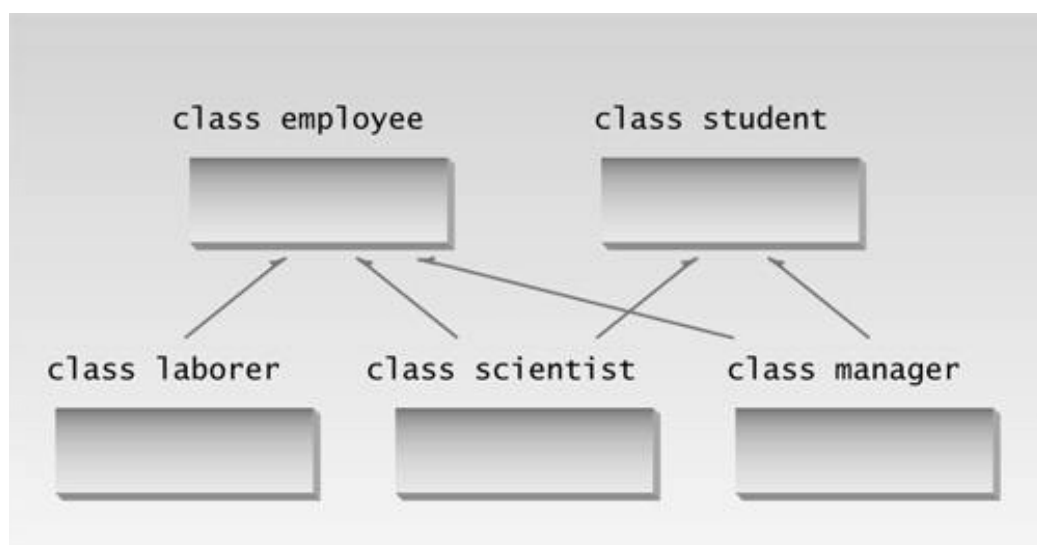 class employee
class student
class laborer
class scientist
class manager